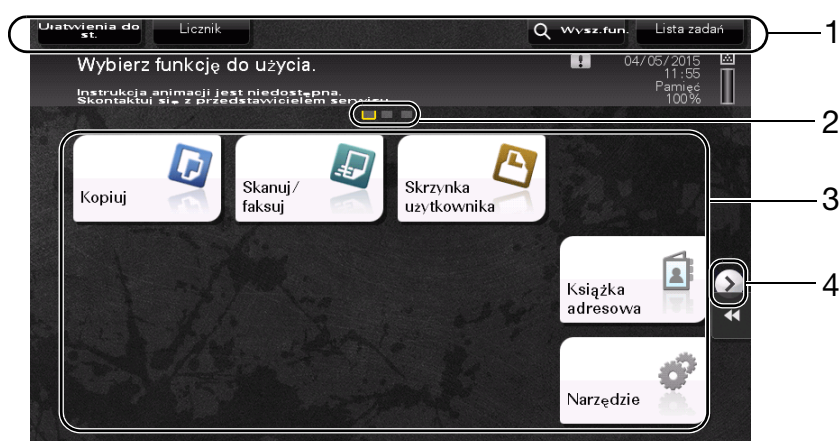 Ułatwienia do
st.
Licznik
Wysz.fun.
Lista zadań
1
Wybierz funkcję do użycia.
04/05/2015
11:55
Pamięć
100%
Instrukcja animacji jest niedostępna.
Skontaktuj się z przedstawicielem serwisu.
2
Kopiuj
Skanuj/
faksuj
Skrzynka
użytkownika
3
Książka
adresowa
4
Narzędzie